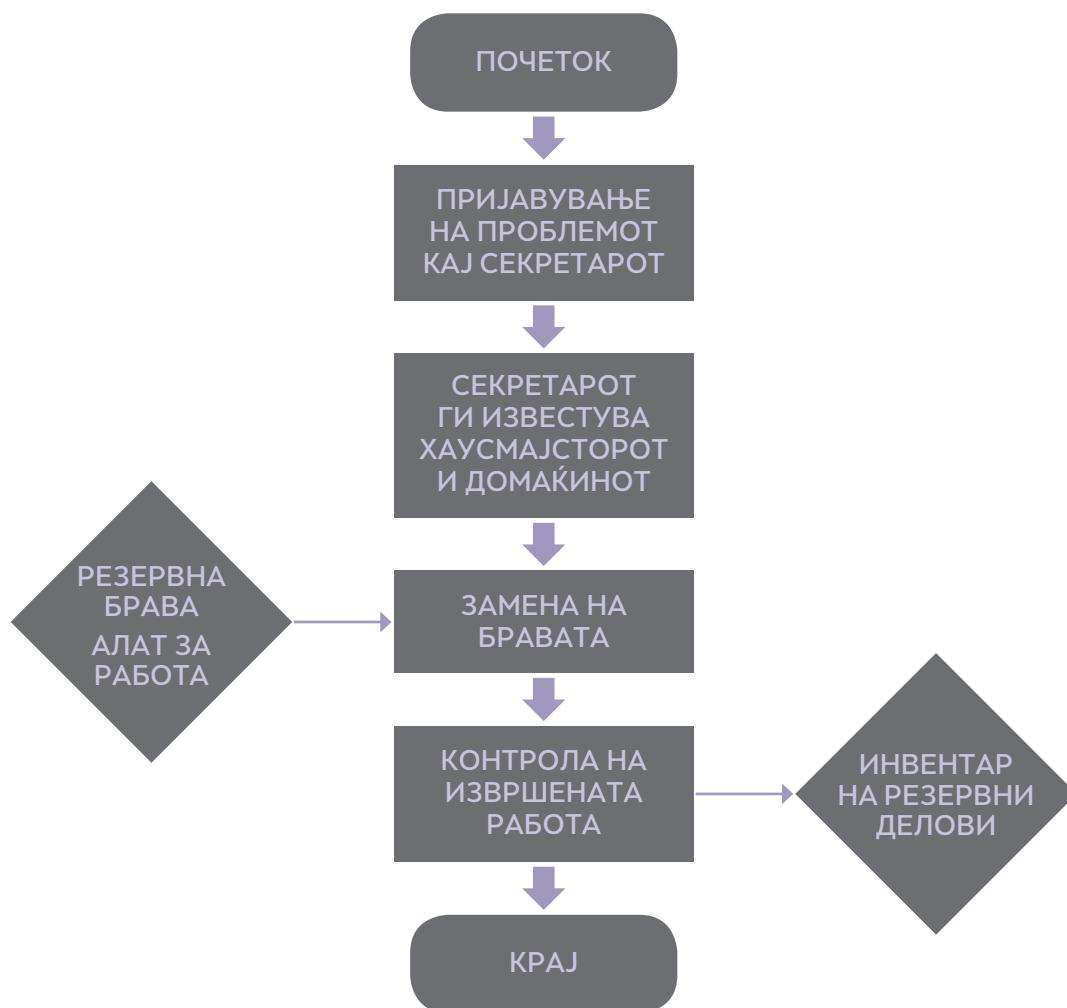 ПОЧЕТОК
ПРИЈАВУВАЊЕ
НА ПРОБЛЕМОТ
КАЈ СЕКРЕТАРОТ
СЕКРЕТАРОТ
ГИ ИЗВЕСТУВА
ХАУСМАЈСТОРОТ
И ДОМАЌИНОТ
РЕЗЕРВНА
БРАВА
АЛАТ ЗА
РАБОТА
ЗАМЕНА НА
БРАВАТА
КОНТРОЛА НА
ИЗВРШЕНАТА
РАБОТА
ИНВЕНТАР
НА РЕЗЕРВНИ
ДЕЛОВИ
КРАЈ